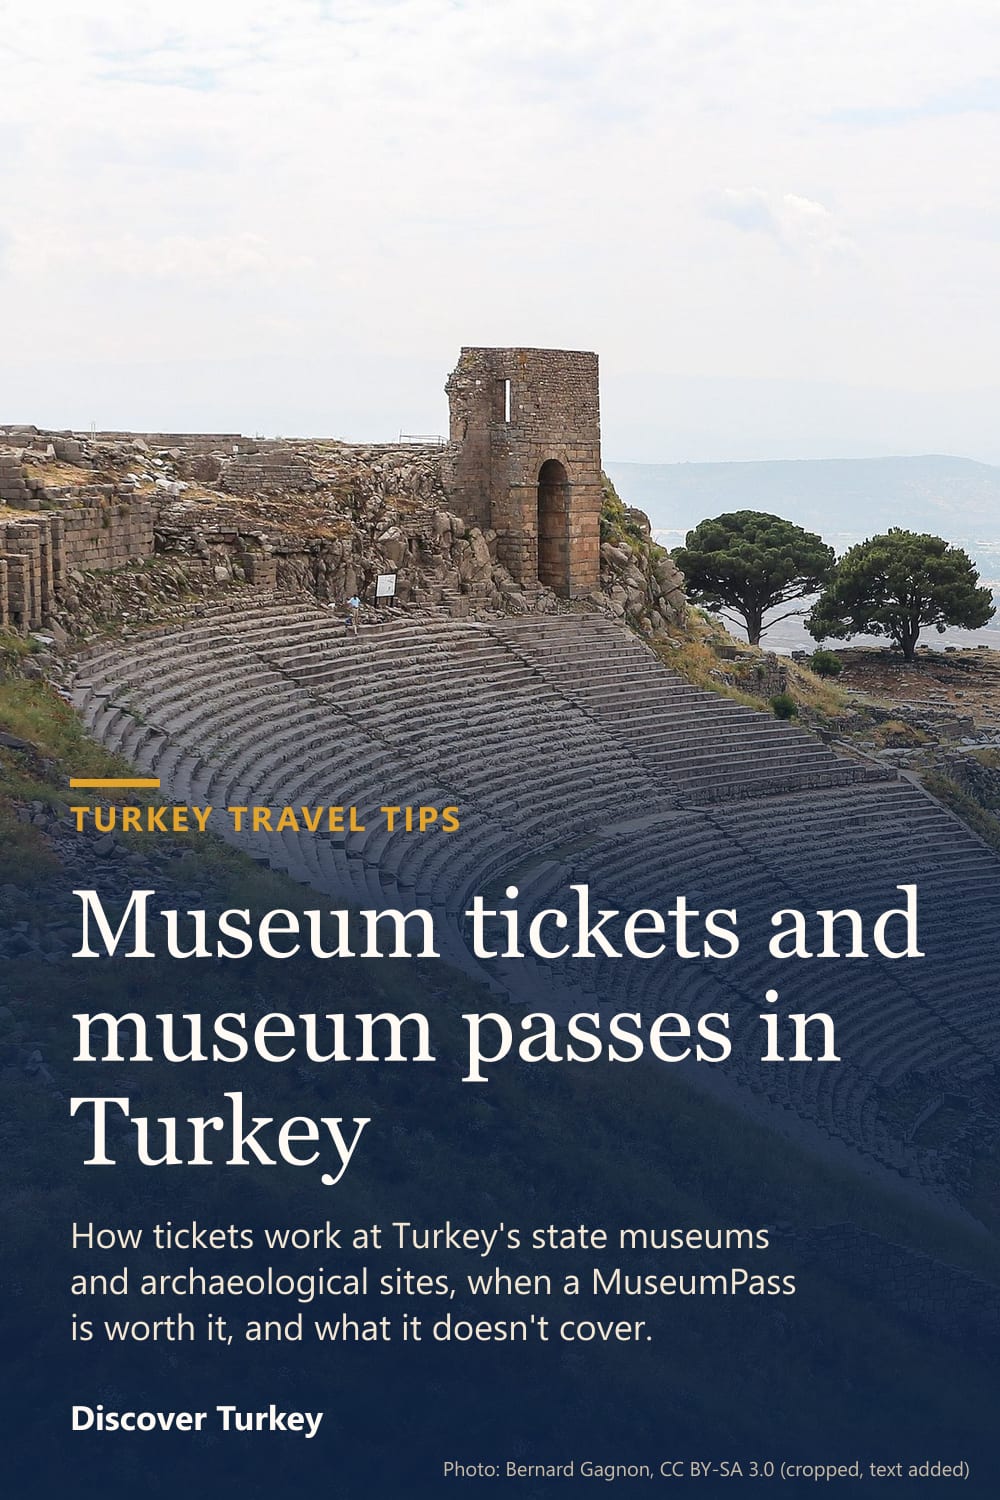 TURKEY TRAVEL TIPS
Museum tickets and
museum passes in
Turkey
How tickets work at Turkey's state museums
and archaeological sites, when a MuseumPass
is worth it, and what it doesn't cover.
Discover Turkey
Photo: Bernard Gagnon, CC BY-SA 3.0 (cropped, text added)